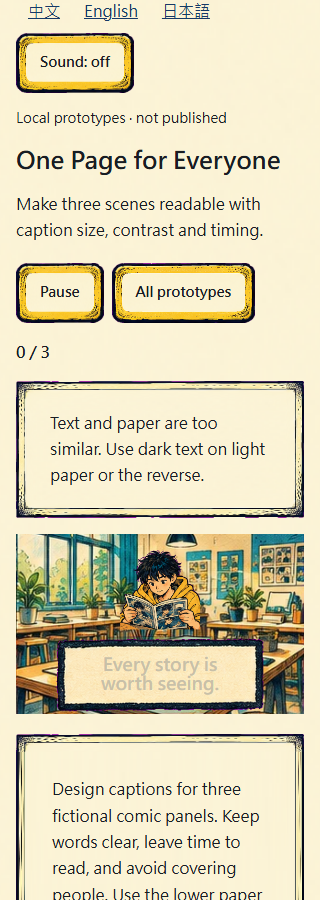 中文 English 日本語
Sound: off
Local prototypes · not published
One Page for Everyone
Make three scenes readable with
caption size, contrast and timing.
Pause All prototypes
0 / 3
Text and paper are too
similar. Use dark text on light
paper or the reverse.
Every story is
worth seeing.
Design captions for three
fictional comic panels. Keep
words clear, leave time to
read, and avoid covering
people. Use the lower paper